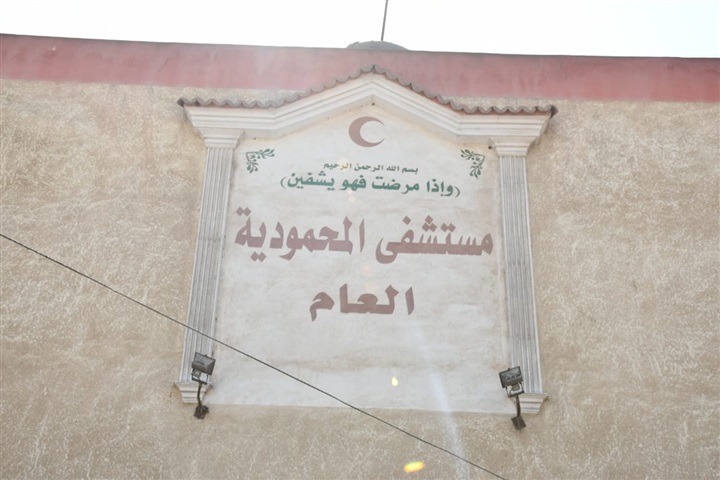 بسم الله الرحمن الرحيم
(وإذا مرضت فهو يشفين)
مستشفى المحمودية
العام